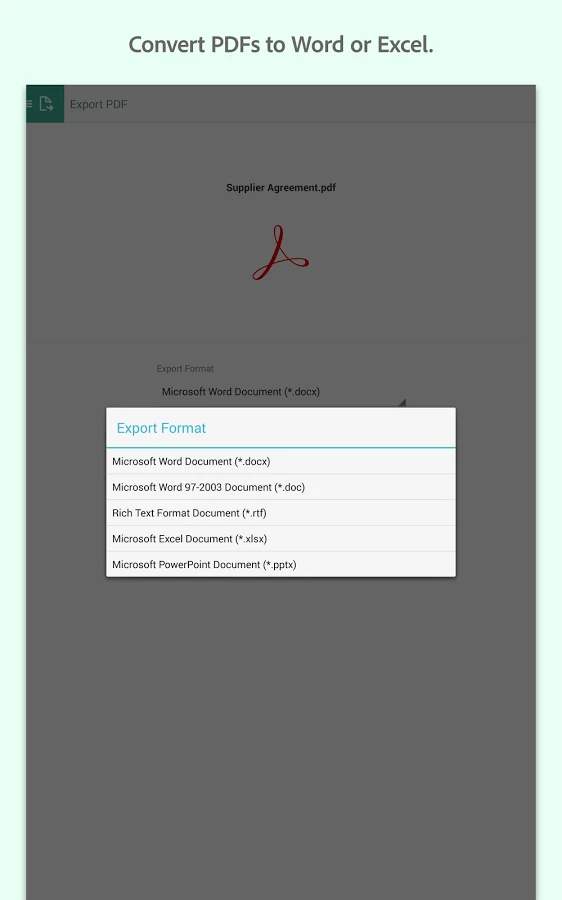 Convert PDFs to Word or Excel.
Export PDF
Supplier Agreement.pdf
Export Format
Microsoft Word Document (*.docx)
Export Format
Microsoft Word Document (*.docx)
Microsoft Word 97-2003 Document (*.doc)
Rich Text Format Document (*.rtf)
Microsoft Excel Document (*.xlsx)
Microsoft PowerPoint Document (*.pptx)